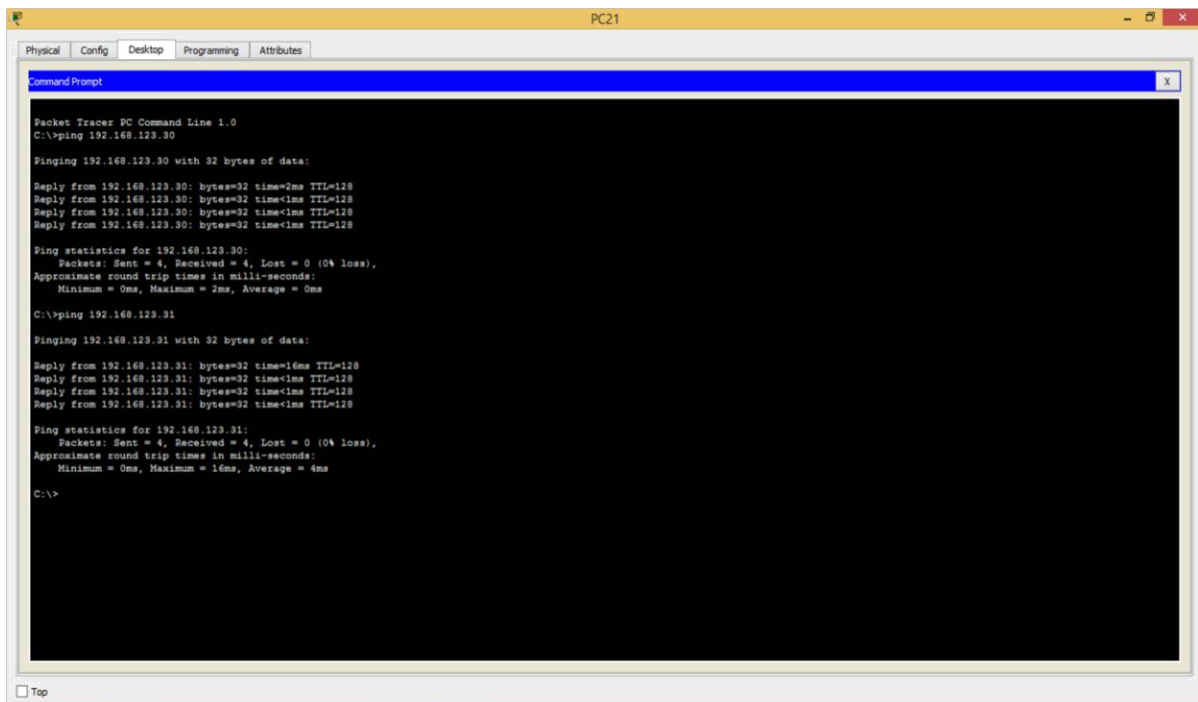 PC21
Physical Config Desktop Programming Attributes
Command Prompt
X
Packet Tracer PC Command Line 1.0
C:\>ping 192.168.123.30
Pinging 192.168.123.30 with 32 bytes of data:
Reply from 192.168.123.30: bytes=32 time=2ms TTL=128
Reply from 192.168.123.30: bytes=32 time<1ms TTL=128
Reply from 192.168.123.30: bytes=32 time<1ms TTL=128
Reply from 192.168.123.30: bytes=32 time<1ms TTL=128
Ping statistics for 192.168.123.30:
Packets: Sent = 4, Received = 4, Lost = 0 (0% loss),
Approximate round trip times in milli-seconds:
Minimum = 0ms, Maximum = 2ms, Average = 0ms
C:\>ping 192.168.123.31
Pinging 192.168.123.31 with 32 bytes of data:
Reply from 192.168.123.31: bytes=32 time=16ms TTL=128
Reply from 192.168.123.31: bytes=32 time<1ms TTL=128
Reply from 192.168.123.31: bytes=32 time<1ms TTL=128
Reply from 192.168.123.31: bytes=32 time<1ms TTL=128
Ping statistics for 192.168.123.31:
Packets: Sent = 4, Received = 4, Lost = 0 (0% loss),
Approximate round trip times in milli-seconds:
Minimum = 0ms, Maximum = 16ms, Average = 4ms
C:\>
Top